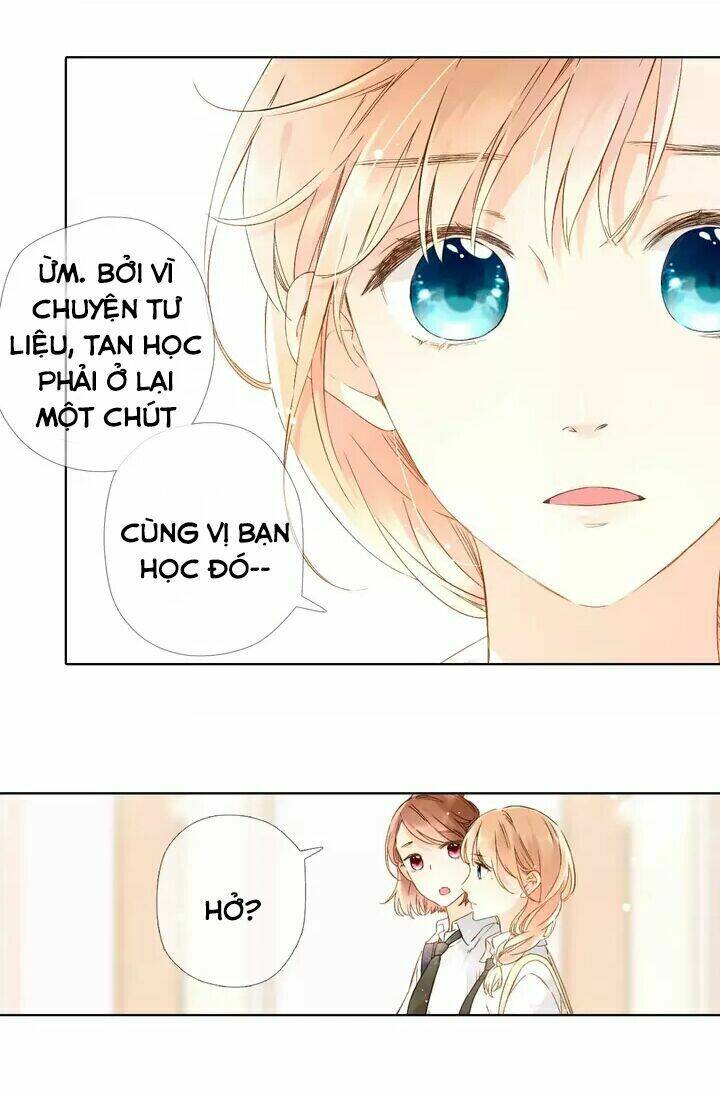 ỪM. BỞI VÌ
CHUYỆN TƯ
LIỆU, TAN HỌC
PHẢI Ở LẠI
MỘT CHÚT
CÙNG VỊ BẠN
HỌC ĐÓ--
HỞ?